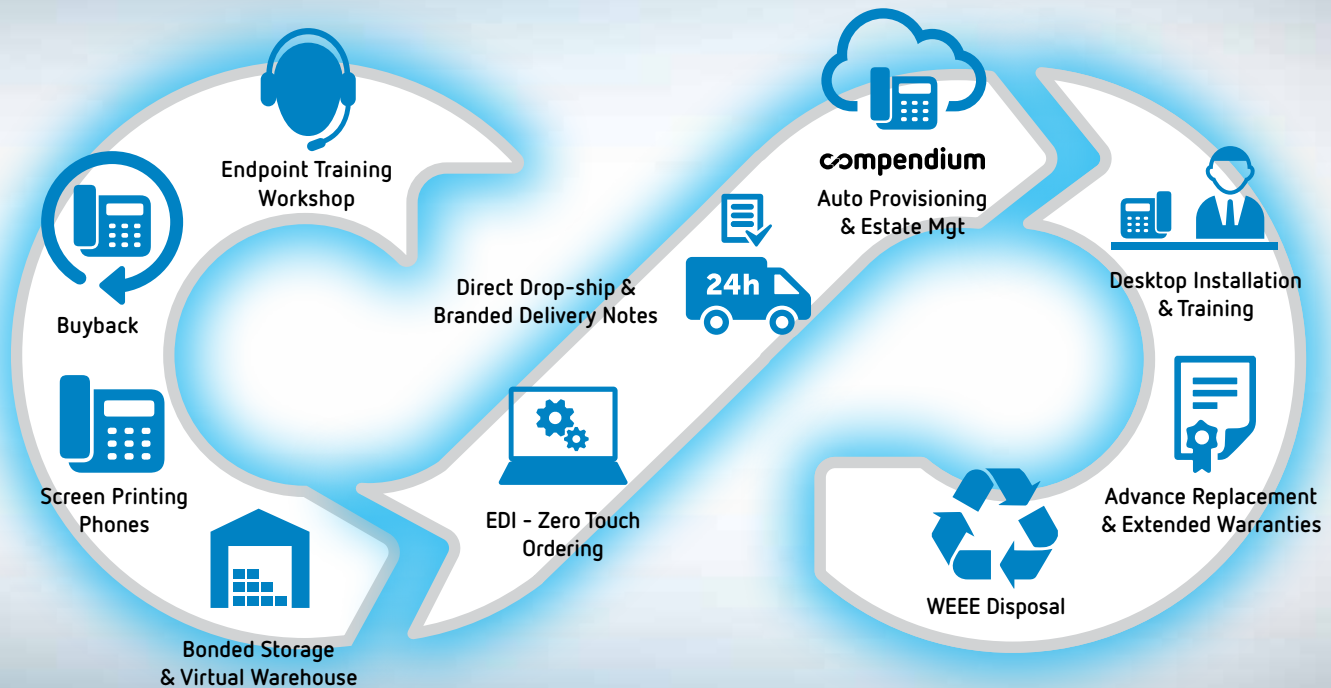 Endpoint Training
Workshop
Buyback
Screen Printing
Phones
Bonded Storage
& Virtual Warehouse
EDI - Zero Touch
Ordering
Direct Drop-ship &
Branded Delivery Notes
24h
compendium
Auto Provisioning
& Estate Mgt
Desktop Installation
& Training
Advance Replacement
& Extended Warranties
WEEE Disposal